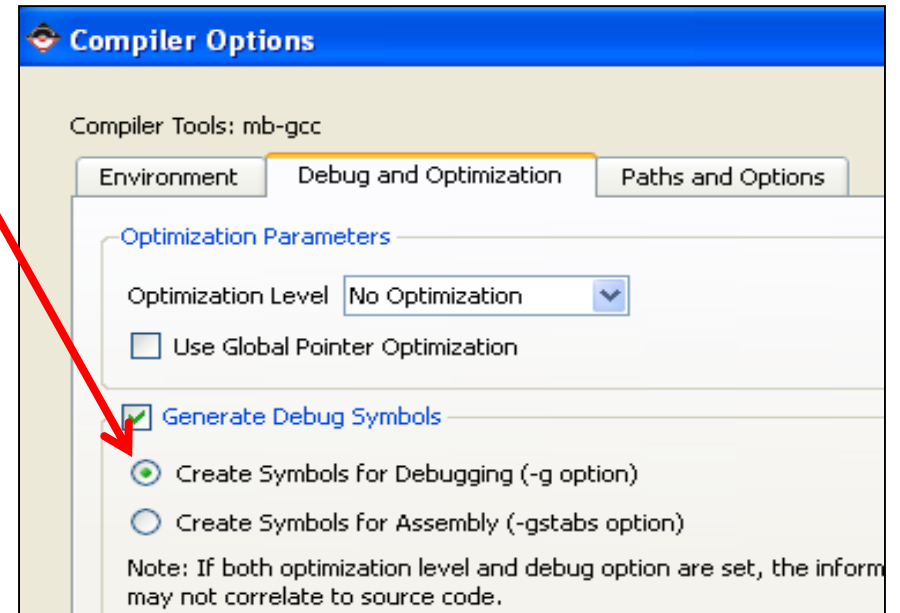 Compiler Options
Compiler Tools: mb-gcc
Environment Debug and Optimization Paths and Options
Optimization Parameters
Optimization Level No Optimization
Use Global Pointer Optimization
Generate Debug Symbols
Create Symbols for Debugging (-g option)
Create Symbols for Assembly (-gstabs option)
Note: If both optimization level and debug option are set, the inform
may not correlate to source code.